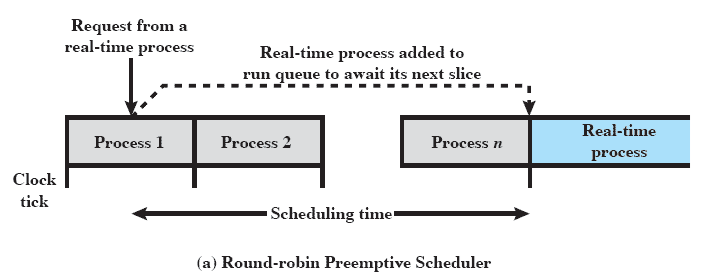 Request from a
real-time process
Real-time process added to
run queue to await its next slice
Process 1
Process 2
Process n
Real-time
process
Clock
tick
Scheduling time
(a) Round-robin Preemptive Scheduler